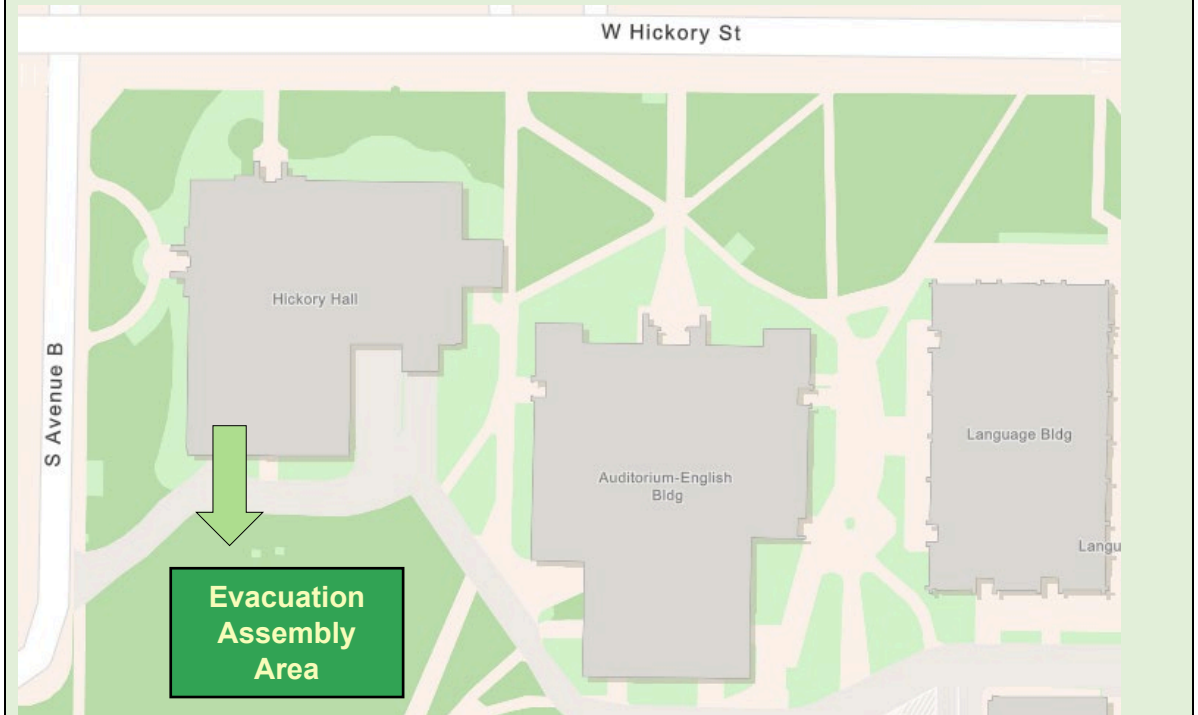 W Hickory St
S Avenue B
Hickory Hall
Auditorium-English
Bldg
Language Bldg
Langu
Evacuation
Assembly
Area